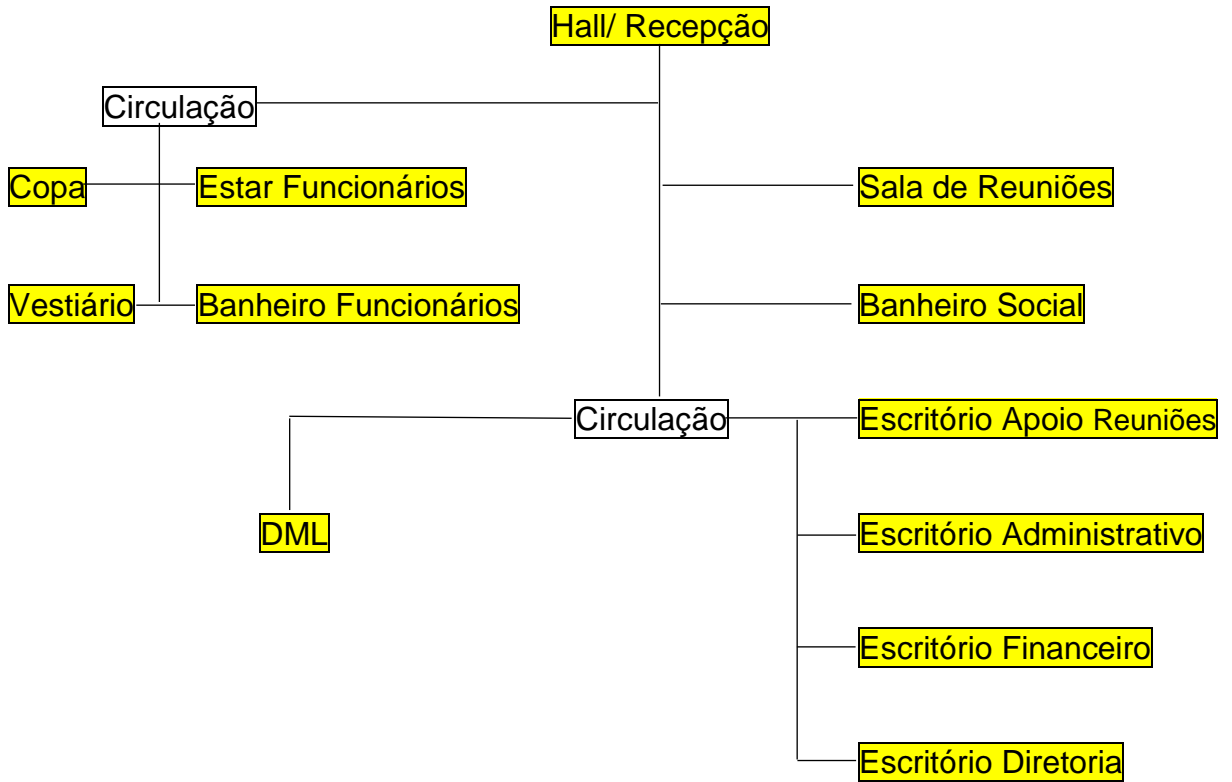 Hall/ Recepção
Circulação
Copa
Estar Funcionários
Sala de Reuniões
Vestiário
Banheiro Funcionários
Banheiro Social
Circulação
Escritório Apoio Reuniões
DML
Escritório Administrativo
Escritório Financeiro
Escritório Diretoria